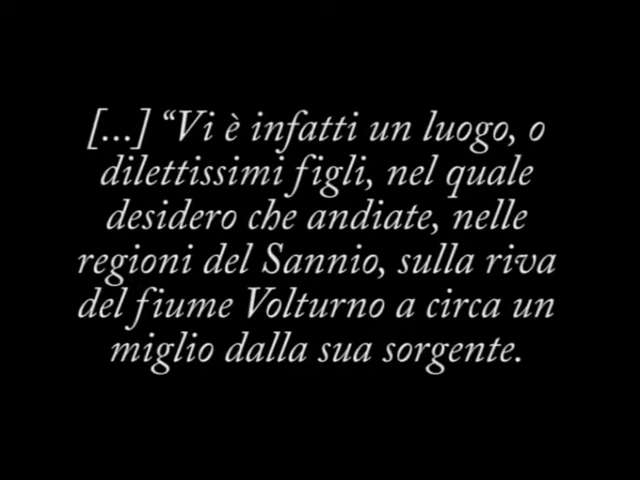 [...] “Vi è infatti un luogo, o
dilettissimi figli, nel quale
desidero che andiate, nelle
regioni del Sannio, sulla riva
del fiume Volturno a circa un
miglio dalla sua sorgente.